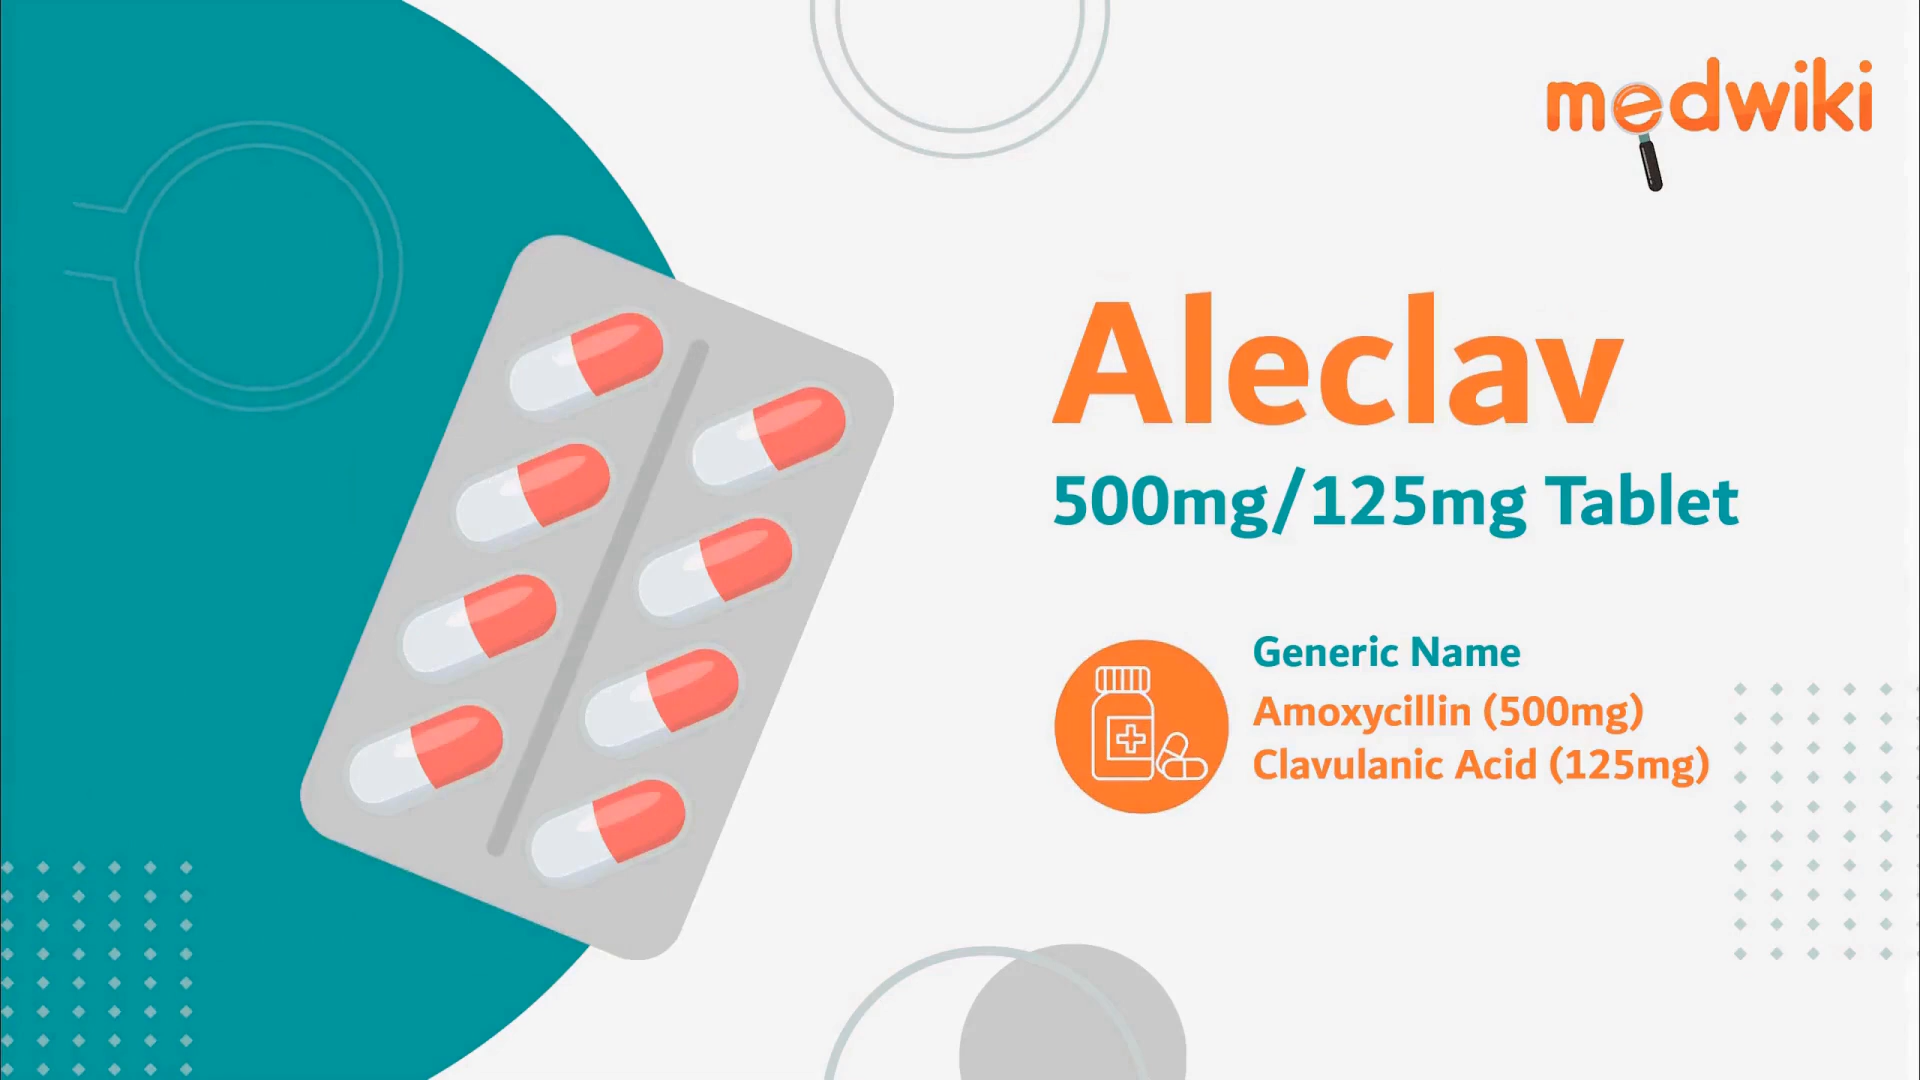 medwiki
Aleclav
500mg/125mg Tablet
Generic Name
Amoxycillin (500mg)
Clavulanic Acid (125mg)